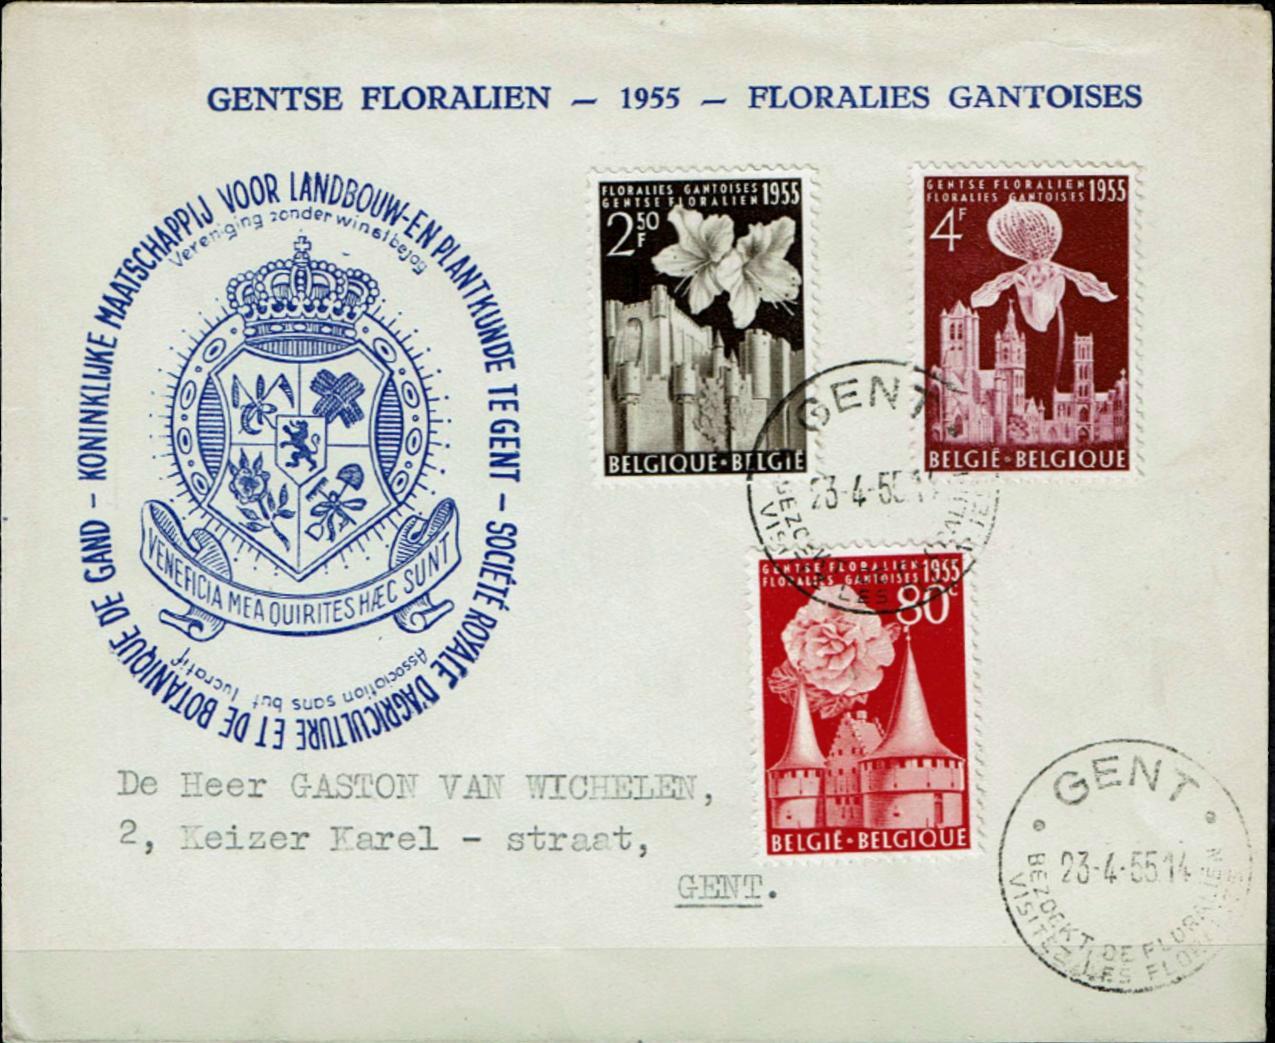 GENTSE FLORALIEN — 1955 — FLORALIES GANTOISES
KONINKLIJKE MAATSCHAPPIJ VOOR LANDBOUW-EN PLANTKUNDE TE GENT - SOCIÉTÉ ROYALE D'AGRICULTURE ET DE BOTANIQUE DE GAND -
Vereniging zonder winstbejag
VENEFICIA MEA QUIRITES HÆC SUNT
Association sans but lucratif
FLORALIES GANTOISES 1955
GENTSE FLORALIEN
2 50 F
BELGIQUE • BELGIË
GENTSE FLORALIEN 1955
FLORALIES GANTOISES
4F
BELGIË • BELGIQUE
GENT
23-4-55.14
GENTSE FLORALIEN 1955
FLORALIES GANTOISES
80c
BELGIË • BELGIQUE
De Heer GASTON VAN WICHELEN,
2, Keizer Karel - straat,
GENT.
GENT
23-4-55.14
BEZOEKT DE FLORALIEN
VISITEZ LES